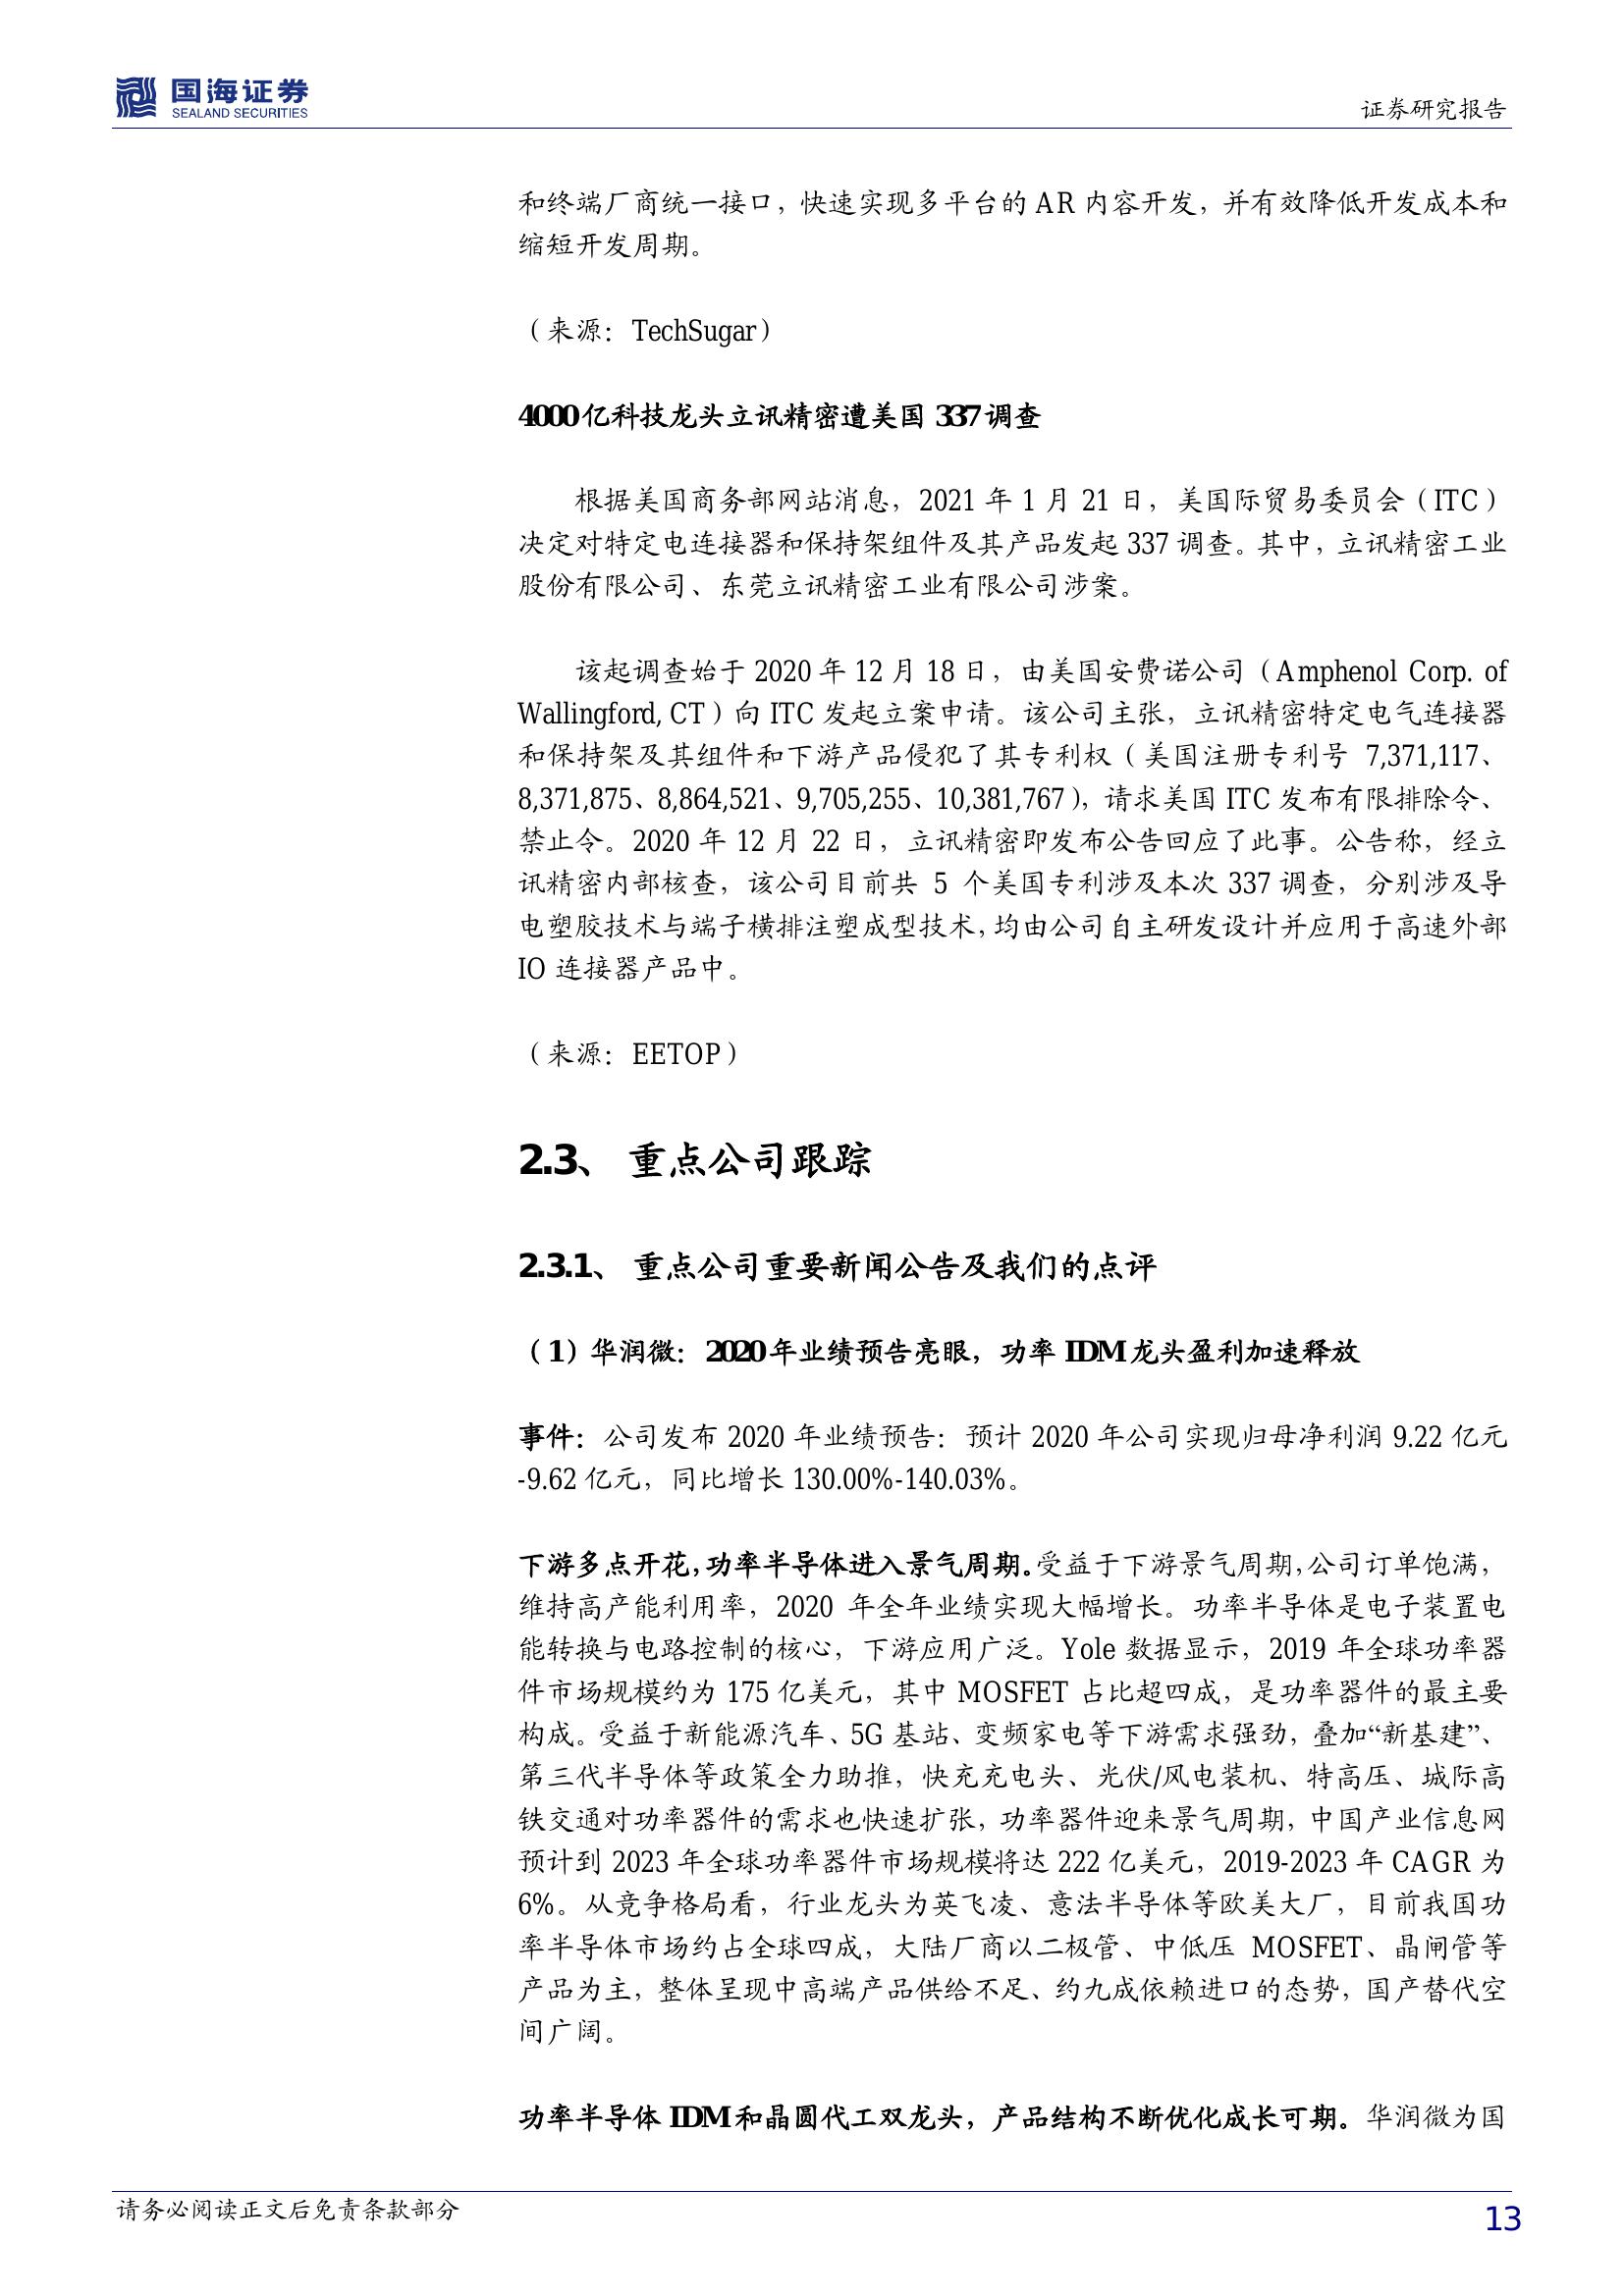 国海证券
SEALAND SECURITIES
证券研究报告
和终端厂商统一接口，快速实现多平台的 AR 内容开发，并有效降低开发成本和
缩短开发周期。
（来源：TechSugar）
4000 亿科技龙头立讯精密遭美国 337 调查
根据美国商务部网站消息，2021 年 1 月 21 日，美国际贸易委员会（ITC）
决定对特定电连接器和保持架组件及其产品发起 337 调查。其中，立讯精密工业
股份有限公司、东莞立讯精密工业有限公司涉案。
该起调查始于 2020 年 12 月 18 日，由美国安费诺公司（Amphenol Corp. of
Wallingford, CT）向 ITC 发起立案申请。该公司主张，立讯精密特定电气连接器
和保持架及其组件和下游产品侵犯了其专利权（美国注册专利号 7,371,117、
8,371,875、8,864,521、9,705,255、10,381,767），请求美国 ITC 发布有限排除令、
禁止令。2020 年 12 月 22 日，立讯精密即发布公告回应了此事。公告称，经立
讯精密内部核查，该公司目前共 5 个美国专利涉及本次 337 调查，分别涉及导
电塑胶技术与端子横排注塑成型技术，均由公司自主研发设计并应用于高速外部
IO 连接器产品中。
（来源：EETOP）
2.3、 重点公司跟踪
2.3.1、 重点公司重要新闻公告及我们的点评
（1）华润微：2020 年业绩预告亮眼，功率 IDM 龙头盈利加速释放
事件：公司发布 2020 年业绩预告：预计 2020 年公司实现归母净利润 9.22 亿元
-9.62 亿元，同比增长 130.00%-140.03%。
下游多点开花，功率半导体进入景气周期。受益于下游景气周期，公司订单饱满，
维持高产能利用率，2020 年全年业绩实现大幅增长。功率半导体是电子装置电
能转换与电路控制的核心，下游应用广泛。Yole 数据显示，2019 年全球功率器
件市场规模约为 175 亿美元，其中 MOSFET 占比超四成，是功率器件的最主要
构成。受益于新能源汽车、5G 基站、变频家电等下游需求强劲，叠加“新基建”、
第三代半导体等政策全力助推，快充充电头、光伏/风电装机、特高压、城际高
铁交通对功率器件的需求也快速扩张，功率器件迎来景气周期，中国产业信息网
预计到 2023 年全球功率器件市场规模将达 222 亿美元，2019-2023 年 CAGR 为
6%。从竞争格局看，行业龙头为英飞凌、意法半导体等欧美大厂，目前我国功
率半导体市场约占全球四成，大陆厂商以二极管、中低压 MOSFET、晶闸管等
产品为主，整体呈现中高端产品供给不足、约九成依赖进口的态势，国产替代空
间广阔。
功率半导体 IDM 和晶圆代工双龙头，产品结构不断优化成长可期。华润微为国
请务必阅读正文后免责条款部分
13